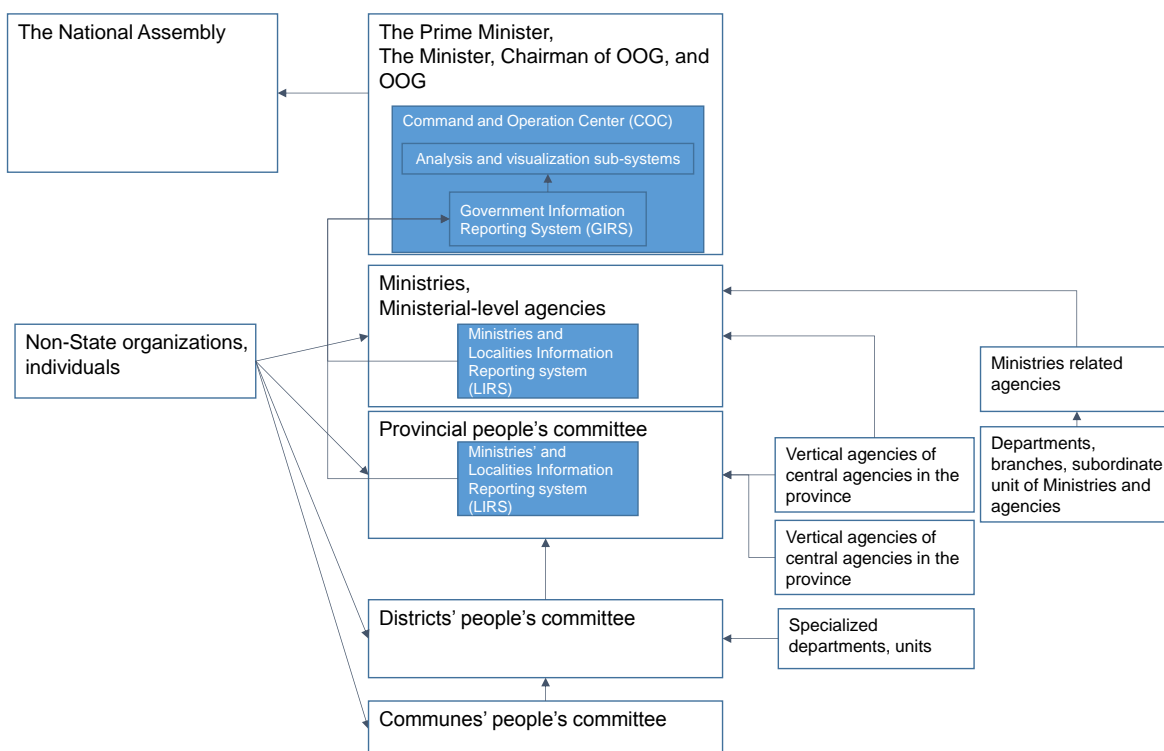 The National Assembly
The Prime Minister,
The Minister, Chairman of OOG, and
OOG
Command and Operation Center (COC)
Analysis and visualization sub-systems
Government Information
Reporting System (GIRS)
Ministries,
Ministerial-level agencies
Ministries and
Localities Information
Reporting system
(LIRS)
Non-State organizations,
individuals
Ministries related
agencies
Provincial people's committee
Ministries' and
Localities Information
Reporting system
(LIRS)
Vertical agencies of
central agencies in the
province
Departments,
branches, subordinate
unit of Ministries and
agencies
Vertical agencies of
central agencies in the
province
Districts' people's committee
Specialized
departments, units
Communes' people's committee